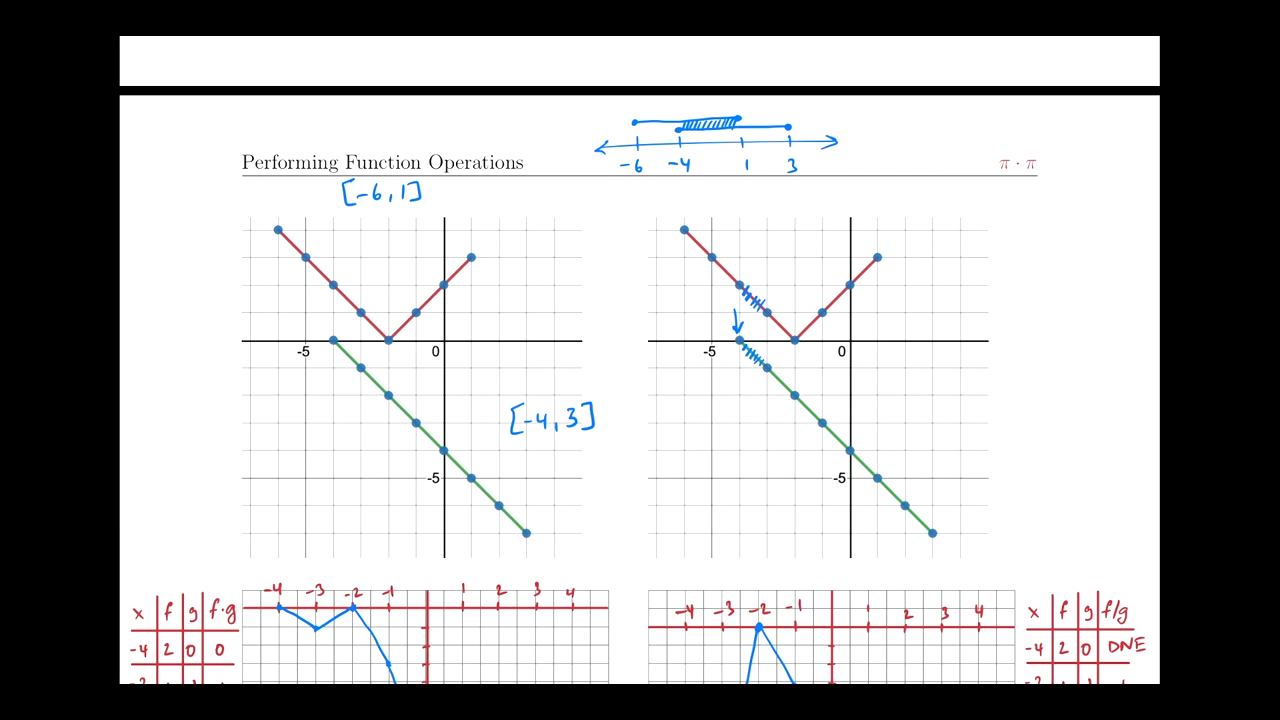 -6 -4 1 3
Performing Function Operations π · π
[-6, 1]
-5 0 -5 0
[-4, 3]
-5 -5
-4 -3 -2 -1 1 2 3 4
x f g f·g
-4 2 0 0
-4 -3 -2 -1 1 2 3 4
x f g f/g
-4 2 0 DNE